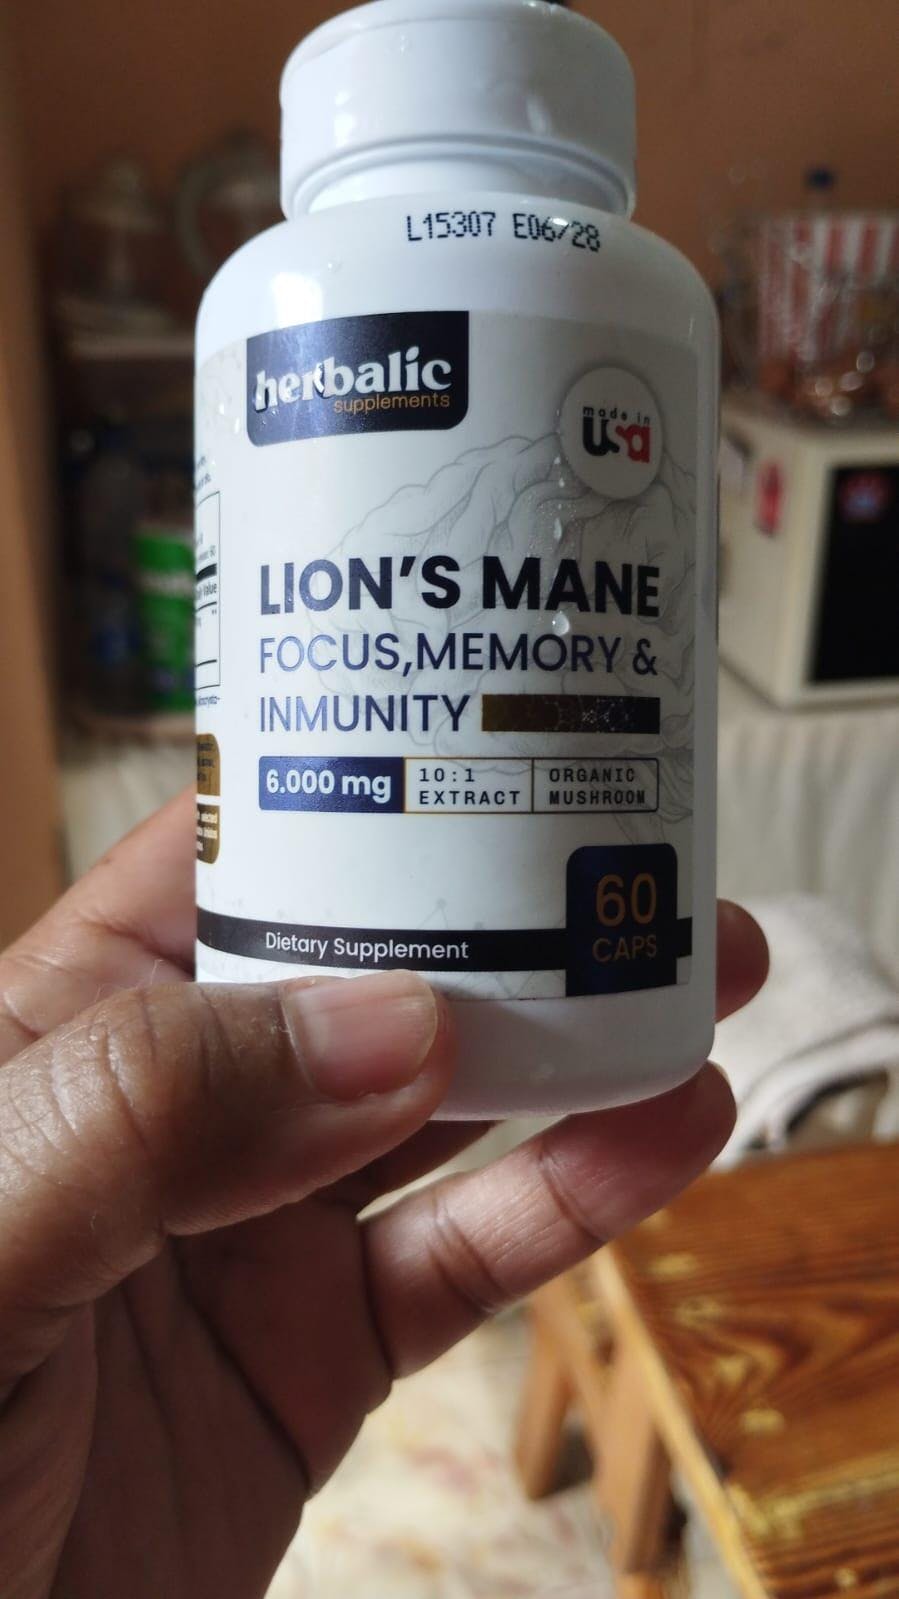 L15307 E06/28
herbalic
supplements
made in
usa
LION'S MANE
FOCUS,MEMORY &
INMUNITY
6.000 mg
10:1
EXTRACT
ORGANIC
MUSHROOM
60
CAPS
Dietary Supplement
Value